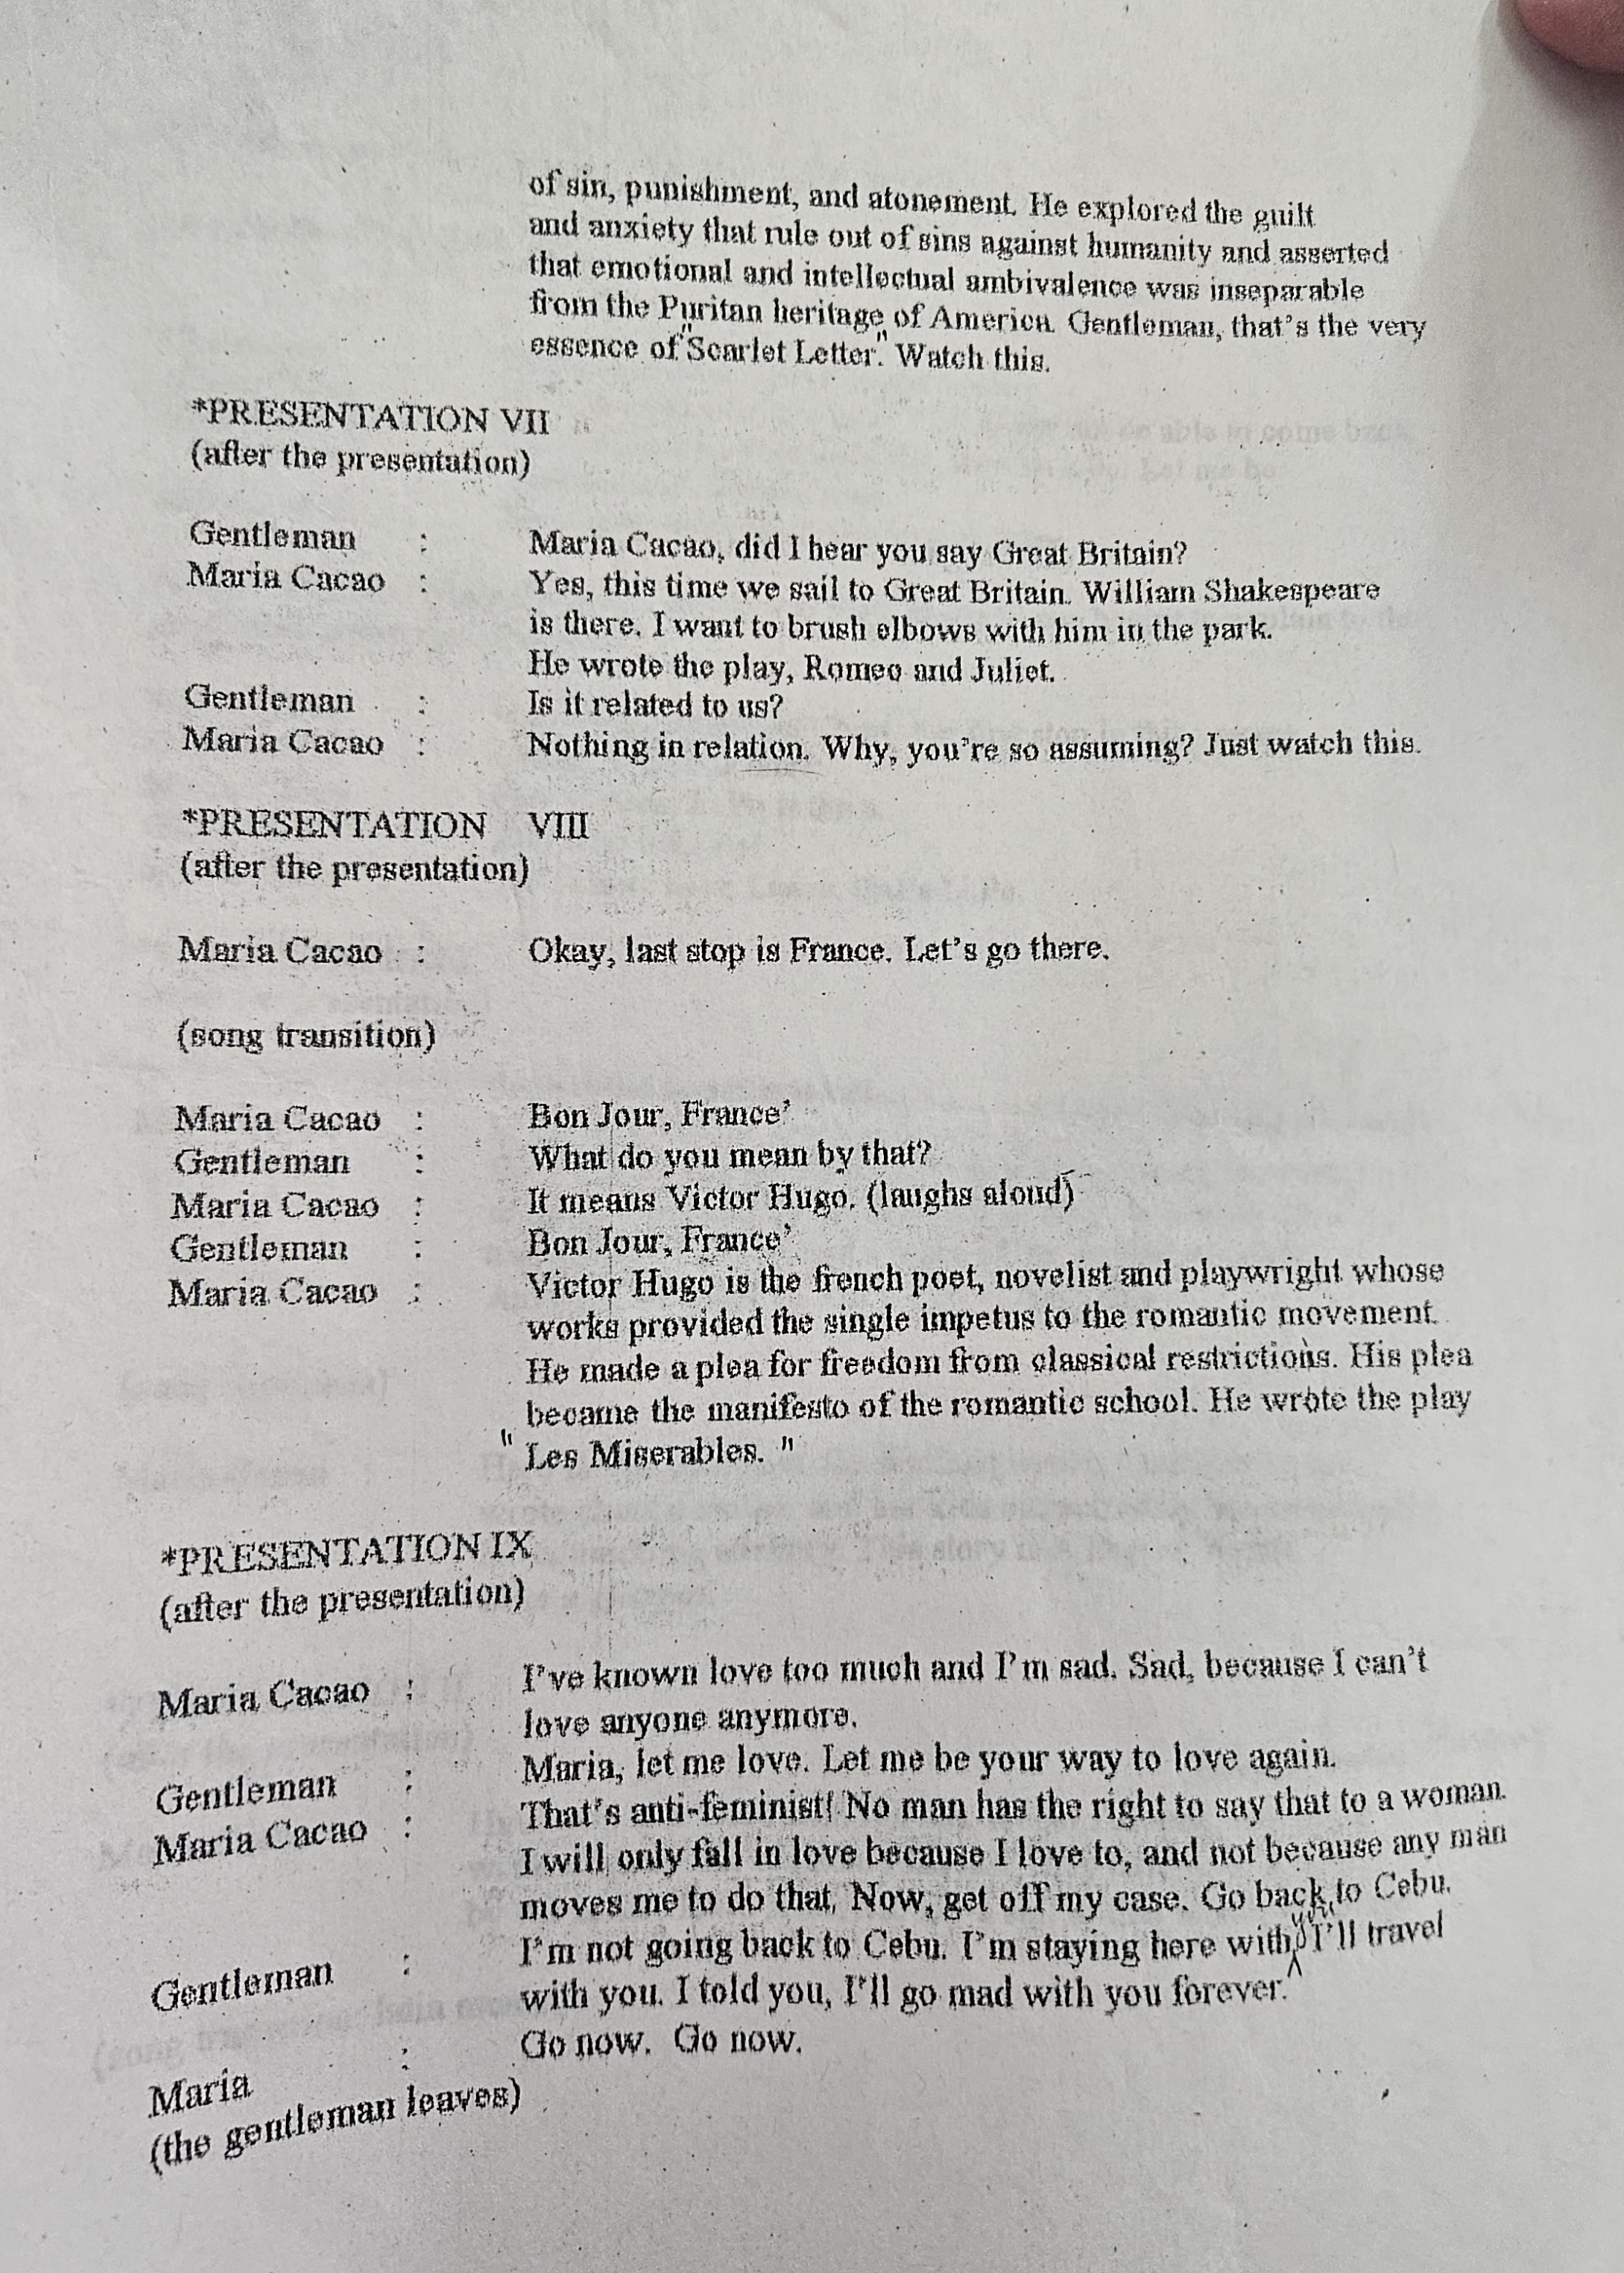 of sin, punishment, and atonement. He explored the guilt
and anxiety that rule out of sins against humanity and asserted
that emotional and intellectual ambivalence was inseparable
from the Puritan heritage of America. Gentleman, that's the very
essence of "Scarlet Letter." Watch this.
*PRESENTATION VII
(after the presentation)
Gentleman : Maria Cacao, did I hear you say Great Britain?
Maria Cacao : Yes, this time we sail to Great Britain. William Shakespeare
is there. I want to brush elbows with him in the park.
He wrote the play, Romeo and Juliet.
Gentleman : Is it related to us?
Maria Cacao : Nothing in relation. Why, you're so assuming? Just watch this.
*PRESENTATION VIII
(after the presentation)
Maria Cacao : Okay, last stop is France. Let's go there.
(song transition)
Maria Cacao : Bon Jour, France'
Gentleman : What do you mean by that?
Maria Cacao : It means Victor Hugo. (laughs aloud)
Gentleman : Bon Jour, France'
Maria Cacao : Victor Hugo is the french poet, novelist and playwright whose
works provided the single impetus to the romantic movement.
He made a plea for freedom from classical restrictions. His plea
became the manifesto of the romantic school. He wrote the play
" Les Miserables. "
*PRESENTATION IX
(after the presentation)
Maria Cacao : I've known love too much and I'm sad. Sad, because I can't
love anyone anymore.
Gentleman : Maria, let me love. Let me be your way to love again.
Maria Cacao : That's anti-feminist! No man has the right to say that to a woman.
I will only fall in love because I love to, and not because any man
moves me to do that. Now, get off my case. Go back to Cebu.
Gentleman : I'm not going back to Cebu. I'm staying here with you I'll travel
with you. I told you, I'll go mad with you forever.
Maria : Go now. Go now.
(the gentleman leaves)